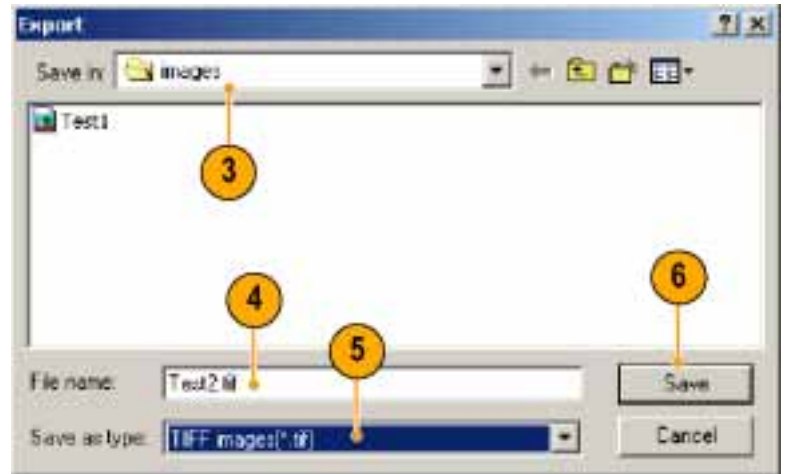 Export
Save in: images
Test1
3
6
4
5
File name: Test2.tif
Save
Save as type: TIFF images(*.tif)
Cancel